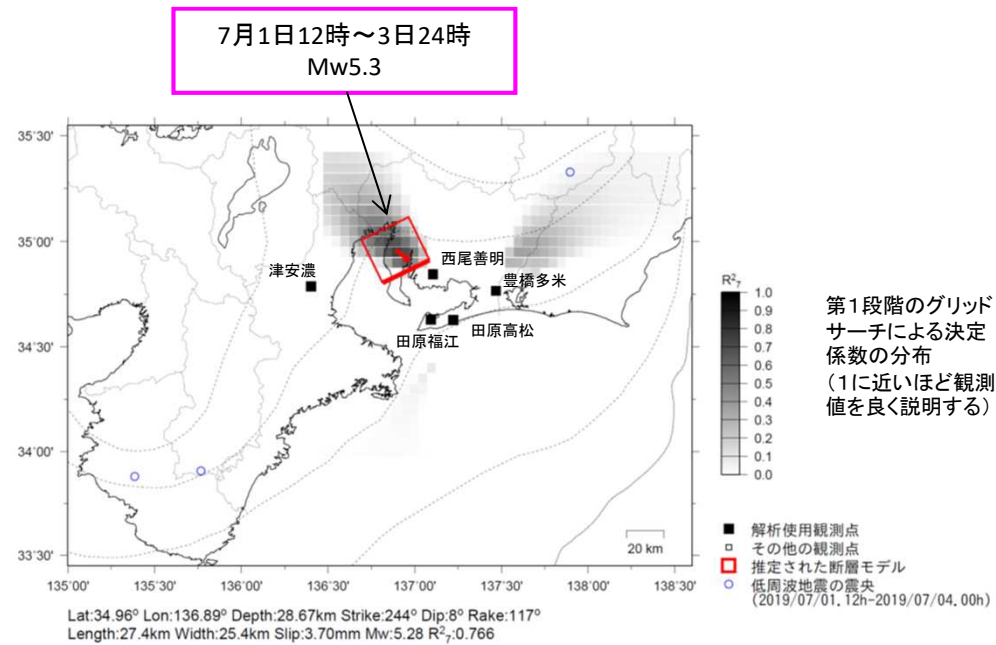 7月1日12時～3日24時
Mw5.3
35°30'
35°00'
34°30'
34°00'
33°30'
135°00'
135°30'
136°00'
136°30'
137°00'
137°30'
138°00'
138°30'
津安濃
西尾善明
豊橋多米
田原福江
田原高松
20 km
R²₇
1.0
0.9
0.8
0.7
0.6
0.5
0.4
0.3
0.2
0.1
0.0
第１段階のグリッド
サーチによる決定
係数の分布
（１に近いほど観測
値を良く説明する）
解析使用観測点
その他の観測点
推定された断層モデル
低周波地震の震央
(2019/07/01.12h-2019/07/04.00h)
Lat:34.96° Lon:136.89° Depth:28.67km Strike:244° Dip:8° Rake:117°
Length:27.4km Width:25.4km Slip:3.70mm Mw:5.28 R²₇:0.766